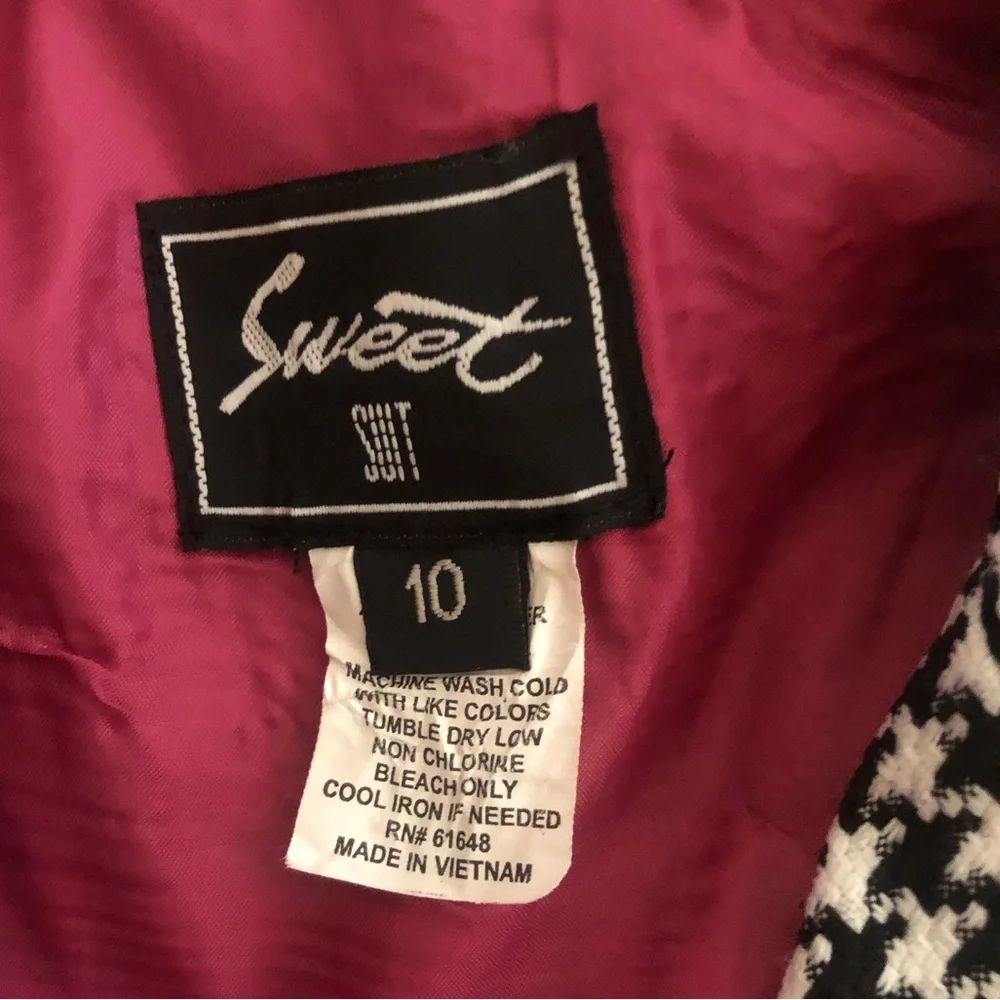 Sweet
SUIT
10
MACHINE WASH COLD
WITH LIKE COLORS
TUMBLE DRY LOW
NON CHLORINE
BLEACH ONLY
COOL IRON IF NEEDED
RN# 61648
MADE IN VIETNAM